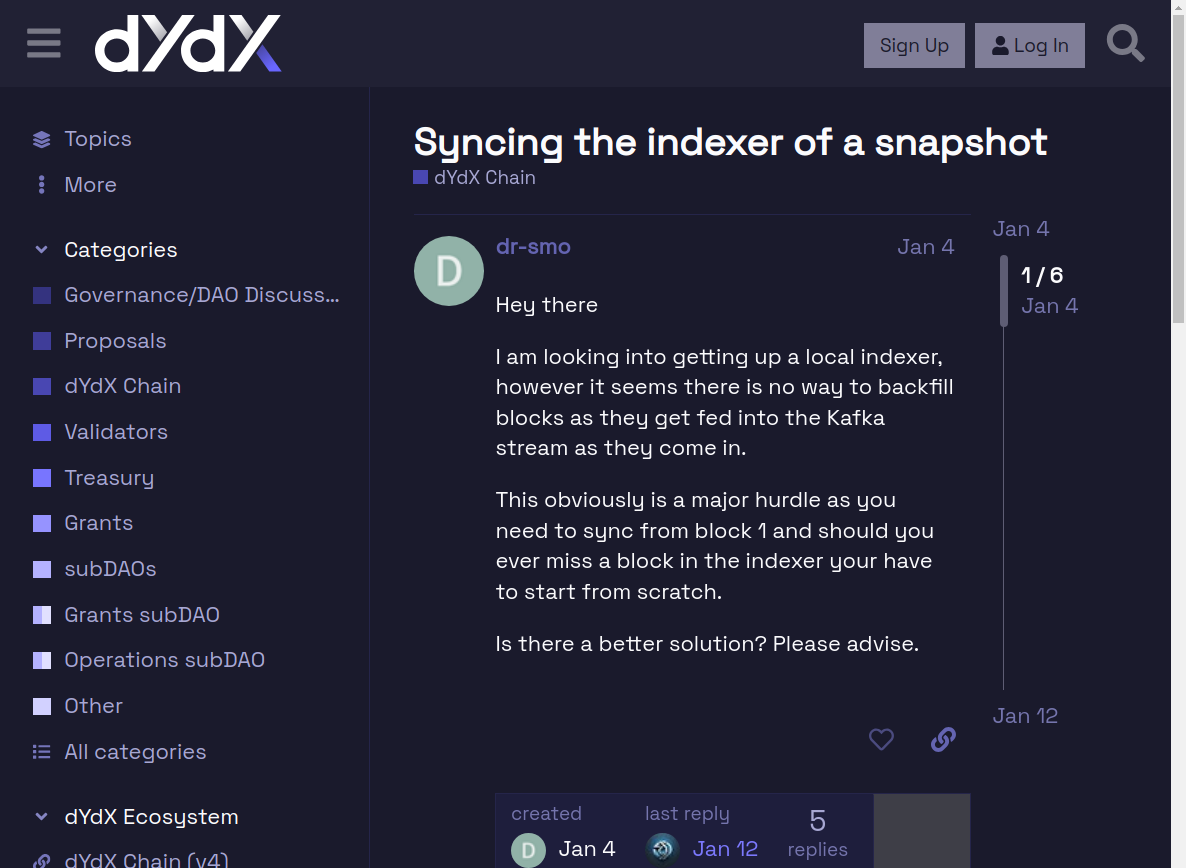 dYdX
Sign Up
Log In
Topics
More
Categories
Governance/DAO Discuss...
Proposals
dYdX Chain
Validators
Treasury
Grants
subDAOs
Grants subDAO
Operations subDAO
Other
All categories
dYdX Ecosystem
dYdX Chain (v4)
Syncing the indexer of a snapshot
dYdX Chain
D
dr-smo
Jan 4
Hey there
I am looking into getting up a local indexer,
however it seems there is no way to backfill
blocks as they get fed into the Kafka
stream as they come in.
This obviously is a major hurdle as you
need to sync from block 1 and should you
ever miss a block in the indexer your have
to start from scratch.
Is there a better solution? Please advise.
created
D
Jan 4
last reply
Jan 12
5
replies
Jan 4
1 / 6
Jan 4
Jan 12